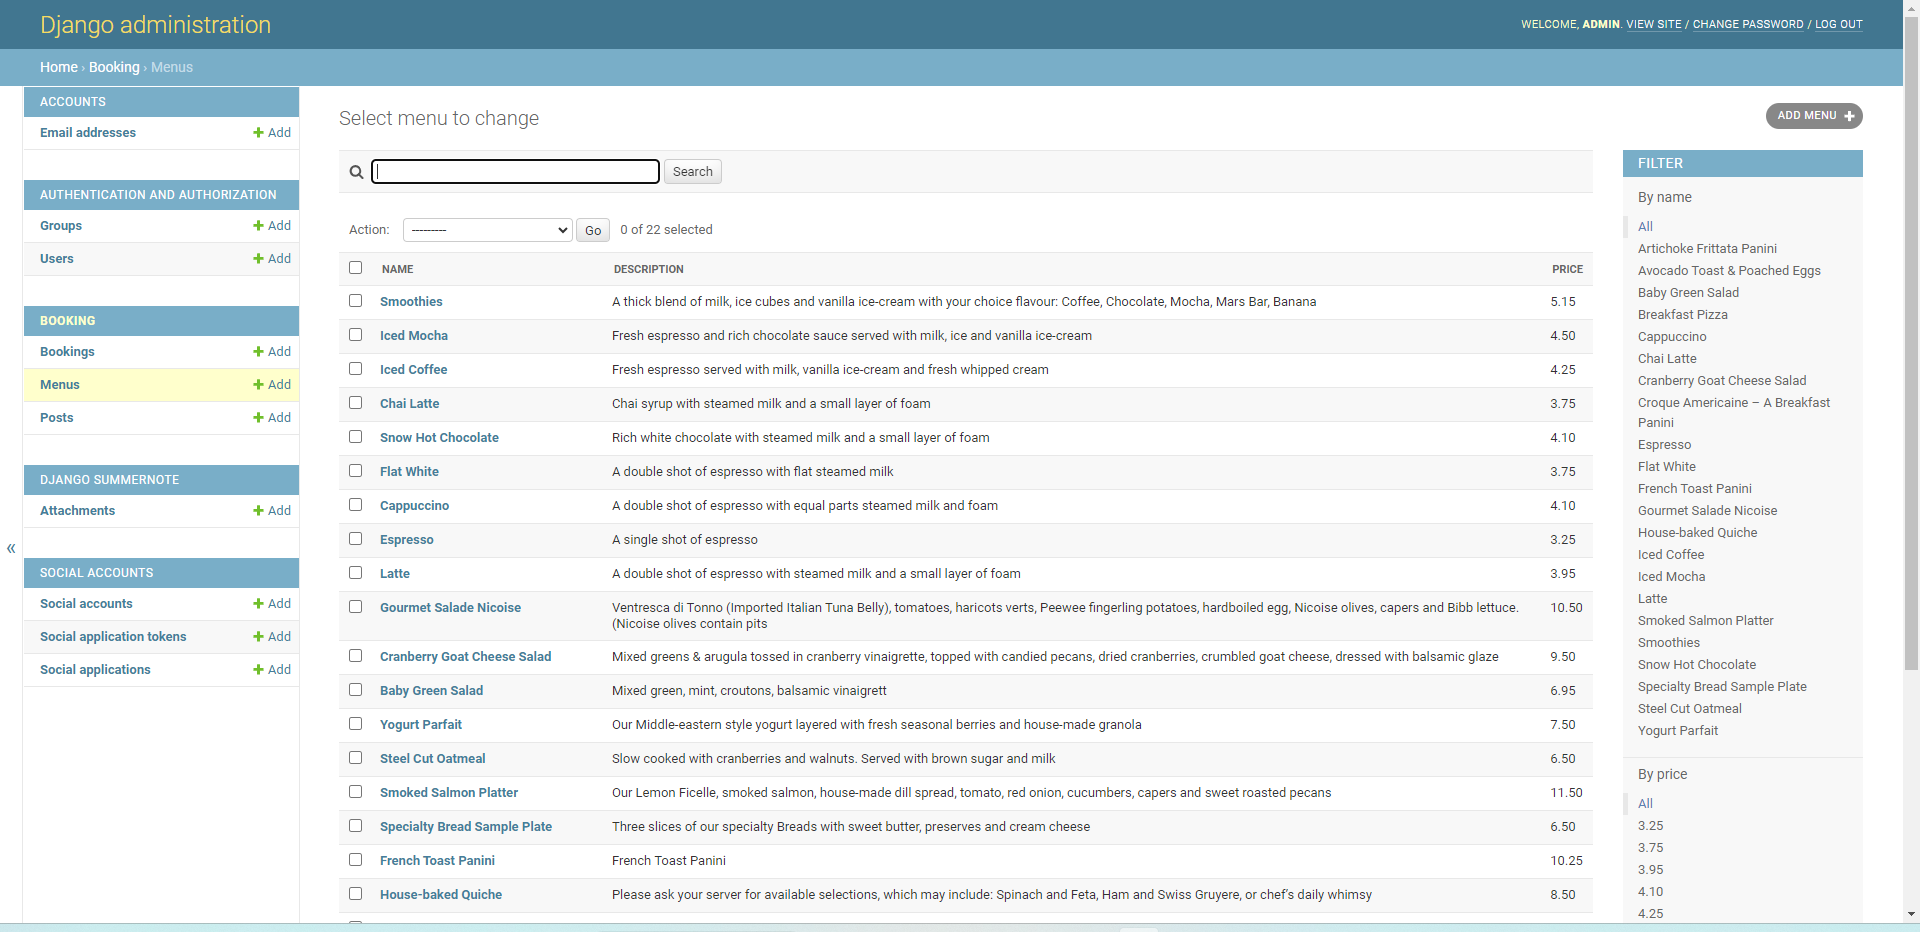 Django administration
WELCOME, ADMIN. VIEW SITE / CHANGE PASSWORD / LOG OUT
Home › Booking › Menus
ACCOUNTS
Email addresses + Add
AUTHENTICATION AND AUTHORIZATION
Groups + Add
Users + Add
BOOKING
Bookings + Add
Menus + Add
Posts + Add
DJANGO SUMMERNOTE
Attachments + Add
SOCIAL ACCOUNTS
Social accounts + Add
Social application tokens + Add
Social applications + Add
«
Select menu to change
ADD MENU +
Search
Action: --------- Go 0 of 22 selected
NAME DESCRIPTION PRICE
Smoothies A thick blend of milk, ice cubes and vanilla ice-cream with your choice flavour: Coffee, Chocolate, Mocha, Mars Bar, Banana 5.15
Iced Mocha Fresh espresso and rich chocolate sauce served with milk, ice and vanilla ice-cream 4.50
Iced Coffee Fresh espresso served with milk, vanilla ice-cream and fresh whipped cream 4.25
Chai Latte Chai syrup with steamed milk and a small layer of foam 3.75
Snow Hot Chocolate Rich white chocolate with steamed milk and a small layer of foam 4.10
Flat White A double shot of espresso with flat steamed milk 3.75
Cappuccino A double shot of espresso with equal parts steamed milk and foam 4.10
Espresso A single shot of espresso 3.25
Latte A double shot of espresso with steamed milk and a small layer of foam 3.95
Gourmet Salade Nicoise Ventresca di Tonno (Imported Italian Tuna Belly), tomatoes, haricots verts, Peewee fingerling potatoes, hardboiled egg, Nicoise olives, capers and Bibb lettuce. 10.50
(Nicoise olives contain pits
Cranberry Goat Cheese Salad Mixed greens & arugula tossed in cranberry vinaigrette, topped with candied pecans, dried cranberries, crumbled goat cheese, dressed with balsamic glaze 9.50
Baby Green Salad Mixed green, mint, croutons, balsamic vinaigrett 6.95
Yogurt Parfait Our Middle-eastern style yogurt layered with fresh seasonal berries and house-made granola 7.50
Steel Cut Oatmeal Slow cooked with cranberries and walnuts. Served with brown sugar and milk 6.50
Smoked Salmon Platter Our Lemon Ficelle, smoked salmon, house-made dill spread, tomato, red onion, cucumbers, capers and sweet roasted pecans 11.50
Specialty Bread Sample Plate Three slices of our specialty Breads with sweet butter, preserves and cream cheese 6.50
French Toast Panini French Toast Panini 10.25
House-baked Quiche Please ask your server for available selections, which may include: Spinach and Feta, Ham and Swiss Gruyere, or chef's daily whimsy 8.50
FILTER
By name
All
Artichoke Frittata Panini
Avocado Toast & Poached Eggs
Baby Green Salad
Breakfast Pizza
Cappuccino
Chai Latte
Cranberry Goat Cheese Salad
Croque Americaine – A Breakfast
Panini
Espresso
Flat White
French Toast Panini
Gourmet Salade Nicoise
House-baked Quiche
Iced Coffee
Iced Mocha
Latte
Smoked Salmon Platter
Smoothies
Snow Hot Chocolate
Specialty Bread Sample Plate
Steel Cut Oatmeal
Yogurt Parfait
By price
All
3.25
3.75
3.95
4.10
4.25